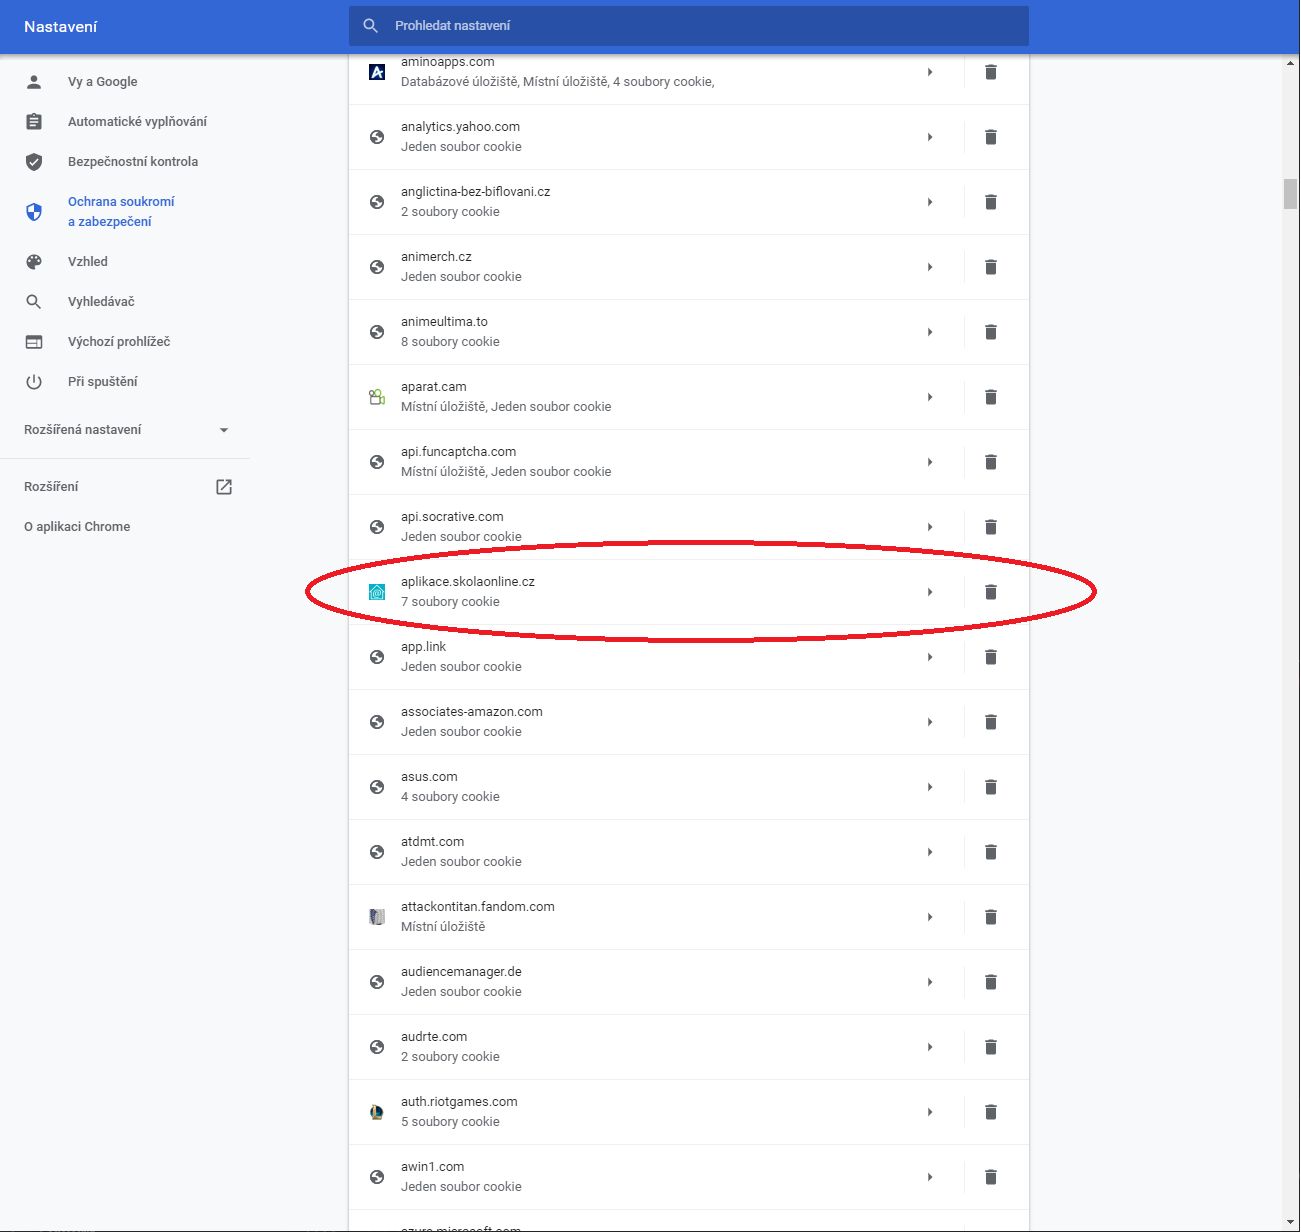 Nastavení
Prohledat nastavení
Vy a Google
Automatické vyplňování
Bezpečnostní kontrola
Ochrana soukromí
a zabezpečení
Vzhled
Vyhledávač
Výchozí prohlížeč
Při spuštění
Rozšířená nastavení
Rozšíření
O aplikaci Chrome
aminoapps.com
Databázové úložiště, Místní úložiště, 4 soubory cookie,
analytics.yahoo.com
Jeden soubor cookie
anglictina-bez-biflovani.cz
2 soubory cookie
animerch.cz
Jeden soubor cookie
animeultima.to
8 soubory cookie
aparat.cam
Místní úložiště, Jeden soubor cookie
api.funcaptcha.com
Místní úložiště, Jeden soubor cookie
api.socrative.com
Jeden soubor cookie
aplikace.skolaonline.cz
7 soubory cookie
app.link
Jeden soubor cookie
associates-amazon.com
Jeden soubor cookie
asus.com
4 soubory cookie
atdmt.com
Jeden soubor cookie
attackontitan.fandom.com
Místní úložiště
audiencemanager.de
Jeden soubor cookie
audrte.com
2 soubory cookie
auth.riotgames.com
5 soubory cookie
awin1.com
Jeden soubor cookie
azure.microsoft.com